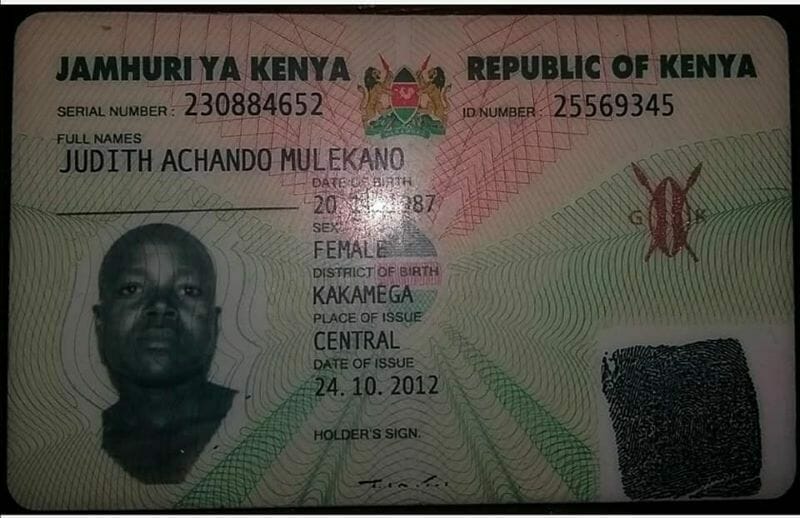 JAMHURI YA KENYA
REPUBLIC OF KENYA
SERIAL NUMBER: 230884652
ID NUMBER: 25569345
FULL NAMES
JUDITH ACHANDO MULEKANO
DATE OF BIRTH
20 87
SEX
FEMALE
G K
DISTRICT OF BIRTH
KAKAMEGA
PLACE OF ISSUE
CENTRAL
DATE OF ISSUE
24.10.2012
HOLDER'S SIGN.